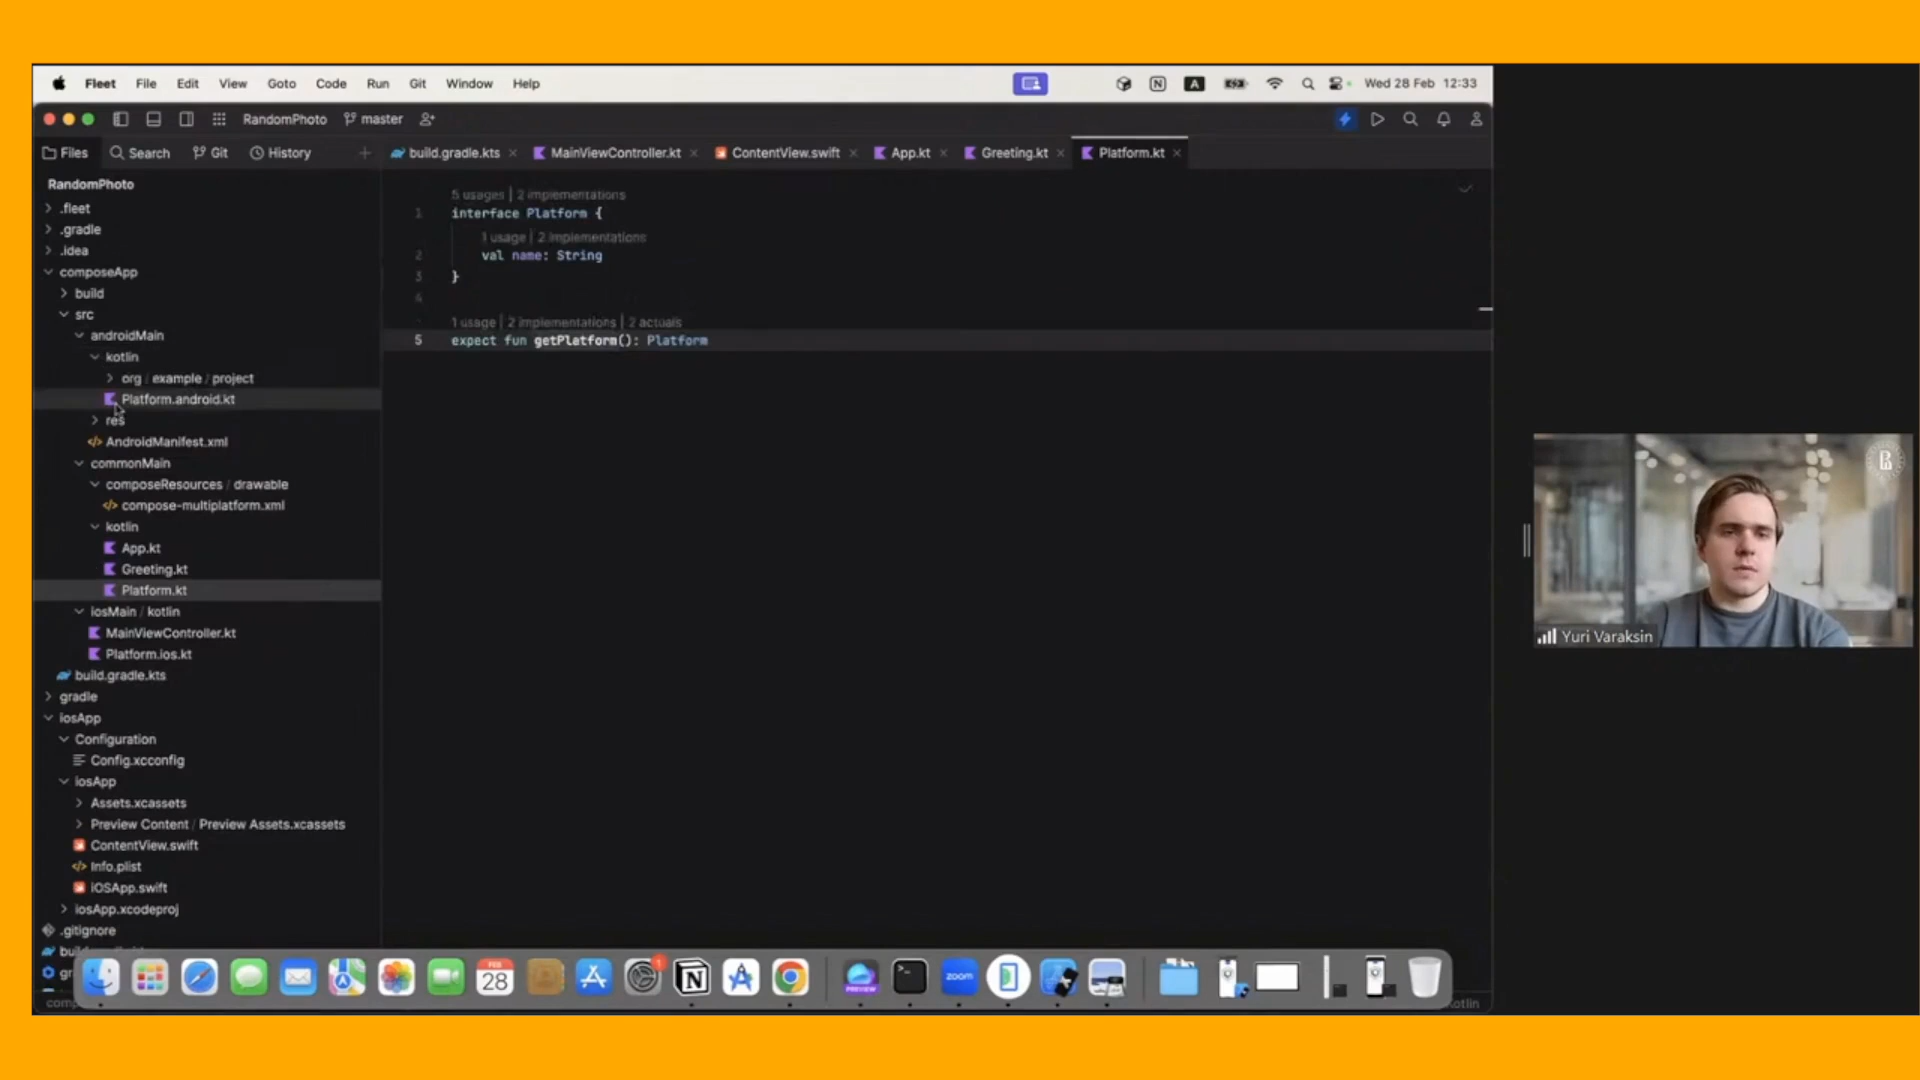 Fleet File Edit View Goto Code Run Git Window Help
A
Wed 28 Feb 12:33
RandomPhoto master
Files Search Git History
build.gradle.kts MainViewController.kt ContentView.swift App.kt Greeting.kt Platform.kt
RandomPhoto
.fleet
.gradle
.idea
composeApp
build
src
androidMain
kotlin
org / example / project
Platform.android.kt
res
AndroidManifest.xml
commonMain
composeResources / drawable
compose-multiplatform.xml
kotlin
App.kt
Greeting.kt
Platform.kt
iosMain / kotlin
MainViewController.kt
Platform.ios.kt
build.gradle.kts
gradle
iosApp
Configuration
Config.xcconfig
iosApp
Assets.xcassets
Preview Content / Preview Assets.xcassets
ContentView.swift
Info.plist
iOSApp.swift
iosApp.xcodeproj
.gitignore
5 usages | 2 implementations
1 interface Platform {
1 usage | 2 implementations
2 val name: String
3 }
4
1 usage | 2 implementations | 2 actuals
5 expect fun getPlatform(): Platform
Yuri Varaksin
FEB
28
1
PREVIEW
zoom